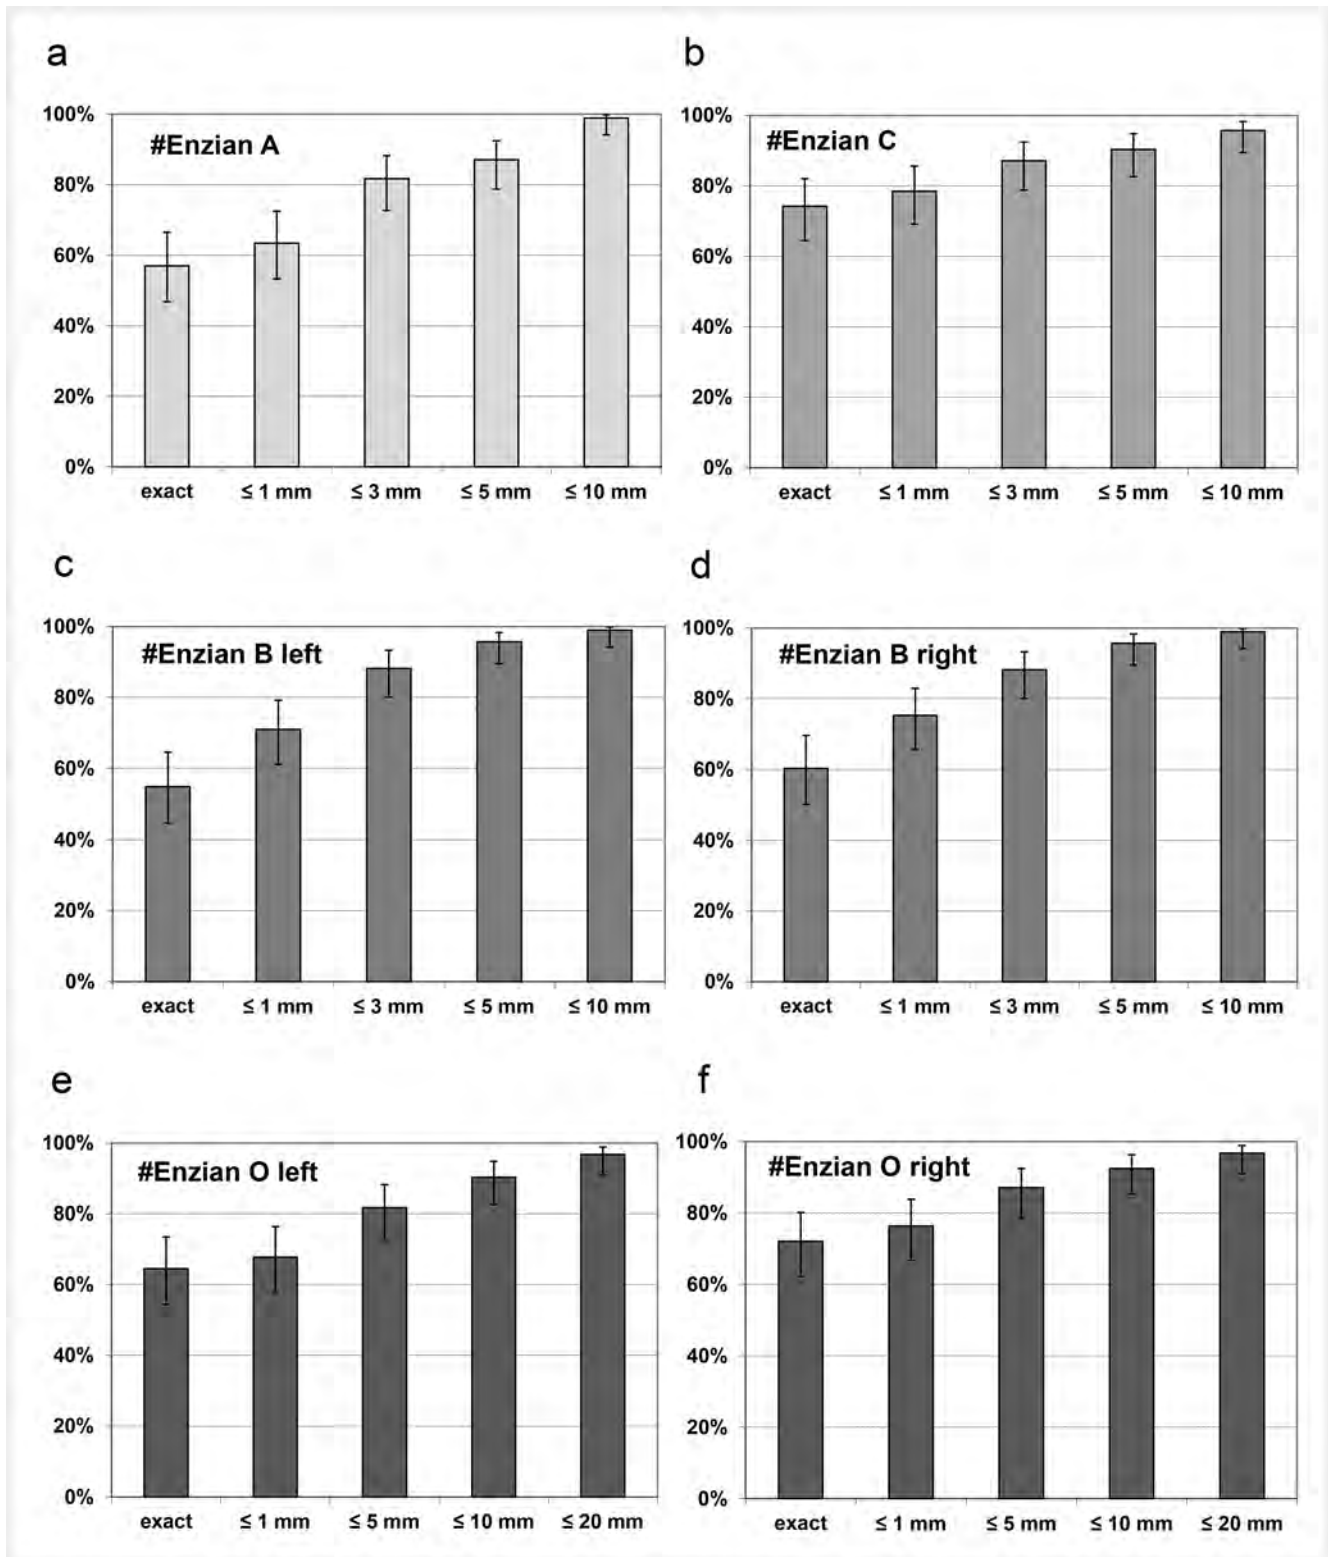 a
100%
80%
60%
40%
20%
0%
#Enzian A
exact ≤ 1 mm ≤ 3 mm ≤ 5 mm ≤ 10 mm
b
100%
80%
60%
40%
20%
0%
#Enzian C
exact ≤ 1 mm ≤ 3 mm ≤ 5 mm ≤ 10 mm
c
100%
80%
60%
40%
20%
0%
#Enzian B left
exact ≤ 1 mm ≤ 3 mm ≤ 5 mm ≤ 10 mm
d
100%
80%
60%
40%
20%
0%
#Enzian B right
exact ≤ 1 mm ≤ 3 mm ≤ 5 mm ≤ 10 mm
e
100%
80%
60%
40%
20%
0%
#Enzian O left
exact ≤ 1 mm ≤ 5 mm ≤ 10 mm ≤ 20 mm
f
100%
80%
60%
40%
20%
0%
#Enzian O right
exact ≤ 1 mm ≤ 5 mm ≤ 10 mm ≤ 20 mm